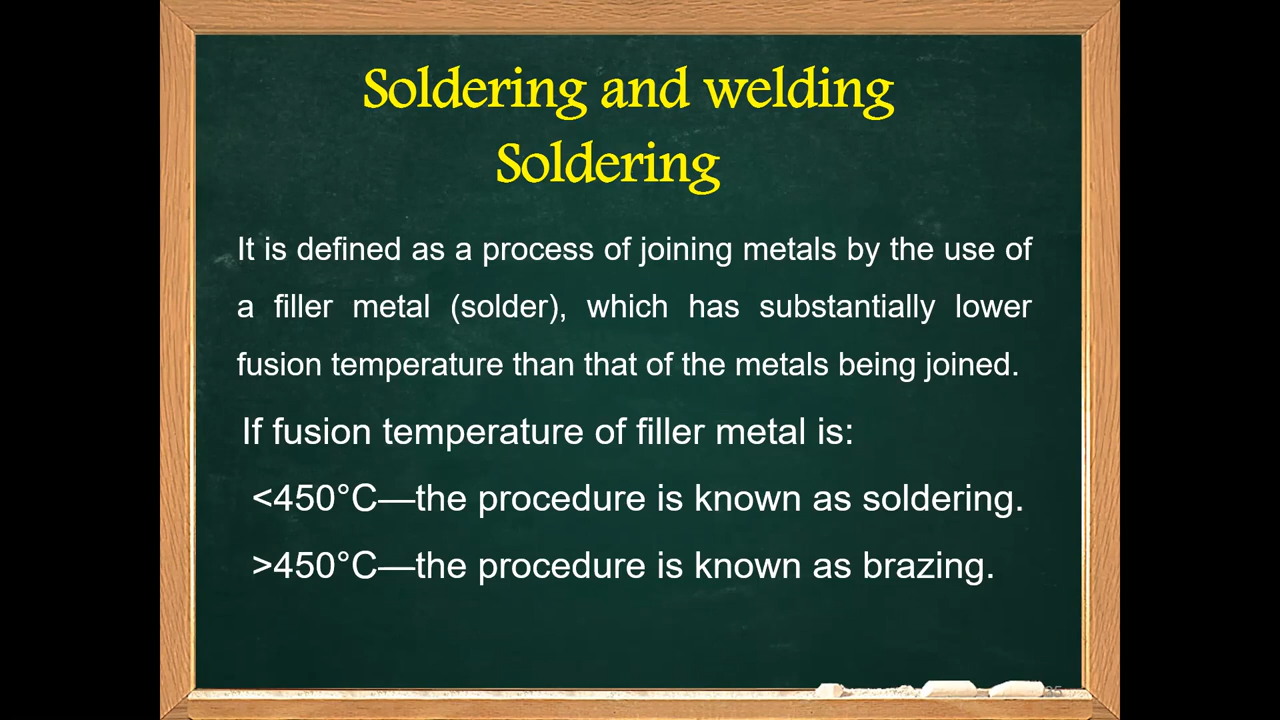 Soldering and welding
Soldering
It is defined as a process of joining metals by the use of
a filler metal (solder), which has substantially lower
fusion temperature than that of the metals being joined.
If fusion temperature of filler metal is:
<450°C—the procedure is known as soldering.
>450°C—the procedure is known as brazing.